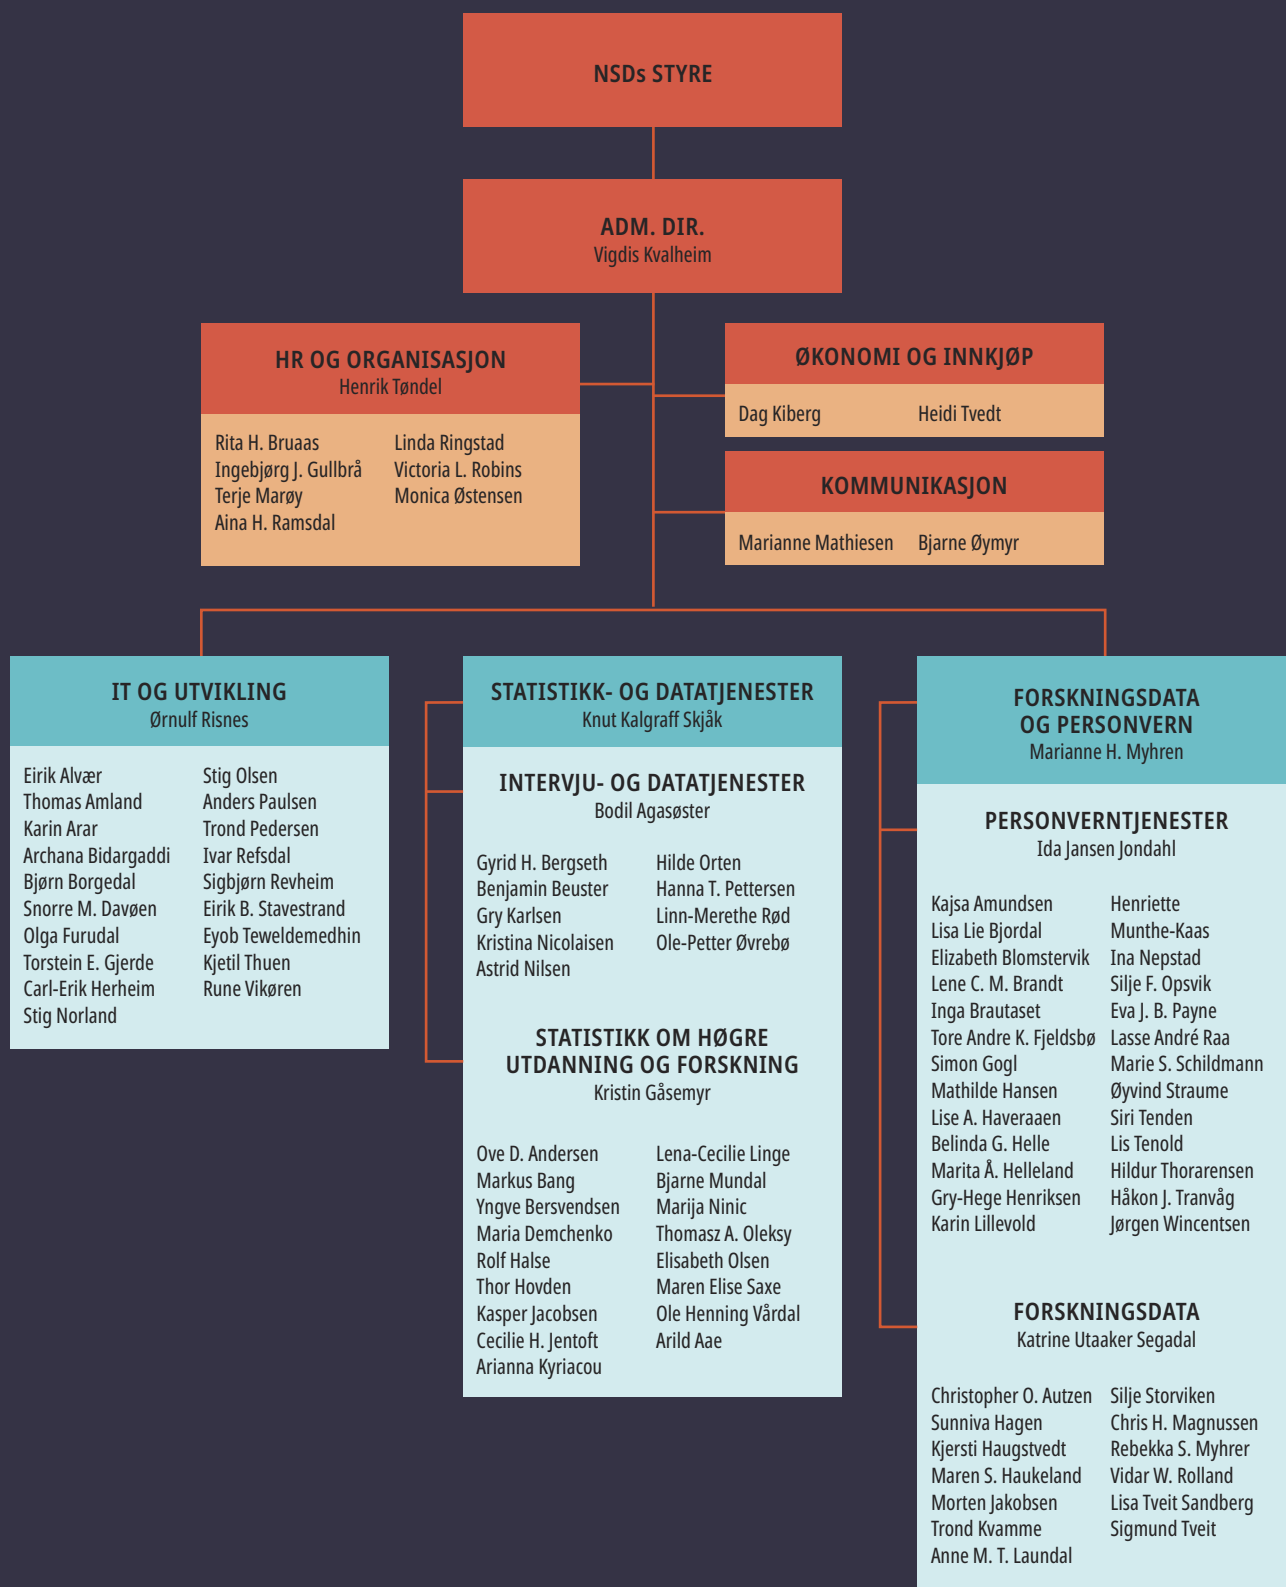 NSDs STYRE
ADM. DIR.
Vigdis Kvalheim
HR OG ORGANISASJON
Henrik Tøndel
Rita H. Bruaas
Ingebjørg J. Gullbrå
Terje Marøy
Aina H. Ramsdal
Linda Ringstad
Victoria L. Robins
Monica Østensen
ØKONOMI OG INNKJØP
Dag Kiberg
Heidi Tvedt
KOMMUNIKASJON
Marianne Mathiesen
Bjarne Øymyr
IT OG UTVIKLING
Ørnulf Risnes
Eirik Alvær
Thomas Amland
Karin Arar
Archana Bidargaddi
Bjørn Borgedal
Snorre M. Davøen
Olga Furudal
Torstein E. Gjerde
Carl-Erik Herheim
Stig Norland
Stig Olsen
Anders Paulsen
Trond Pedersen
Ivar Refsdal
Sigbjørn Revheim
Eirik B. Stavestrand
Eyob Teweldemedhin
Kjetil Thuen
Rune Vikøren
STATISTIKK- OG DATATJENESTER
Knut Kalgraff Skjåk
INTERVJU- OG DATATJENESTER
Bodil Agasøster
Gyrid H. Bergseth
Benjamin Beuster
Gry Karlsen
Kristina Nicolaisen
Astrid Nilsen
Hilde Orten
Hanna T. Pettersen
Linn-Merethe Rød
Ole-Petter Øvrebø
STATISTIKK OM HØGRE
UTDANNING OG FORSKNING
Kristin Gåsemyr
Ove D. Andersen
Markus Bang
Yngve Bersvendsen
Maria Demchenko
Rolf Halse
Thor Hovden
Kasper Jacobsen
Cecilie H. Jentoft
Arianna Kyriacou
Lena-Cecilie Linge
Bjarne Mundal
Marija Ninic
Thomasz A. Oleksy
Elisabeth Olsen
Maren Elise Saxe
Ole Henning Vårdal
Arild Aae
FORSKNINGSDATA
OG PERSONVERN
Marianne H. Myhren
PERSONVERNTJENESTER
Ida Jansen Jondahl
Kajsa Amundsen
Lisa Lie Bjordal
Elizabeth Blomstervik
Lene C. M. Brandt
Inga Brautaset
Tore Andre K. Fjeldsbø
Simon Gogl
Mathilde Hansen
Lise A. Haveraaen
Belinda G. Helle
Marita Å. Helleland
Gry-Hege Henriksen
Karin Lillevold
Henriette
Munthe-Kaas
Ina Nepstad
Silje F. Opsvik
Eva J. B. Payne
Lasse André Raa
Marie S. Schildmann
Øyvind Straume
Siri Tenden
Lis Tenold
Hildur Thorarensen
Håkon J. Tranvåg
Jørgen Wincentsen
FORSKNINGSDATA
Katrine Utaaker Segadal
Christopher O. Autzen
Sunniva Hagen
Kjersti Haugstvedt
Maren S. Haukeland
Morten Jakobsen
Trond Kvamme
Anne M. T. Laundal
Silje Storviken
Chris H. Magnussen
Rebekka S. Myhrer
Vidar W. Rolland
Lisa Tveit Sandberg
Sigmund Tveit